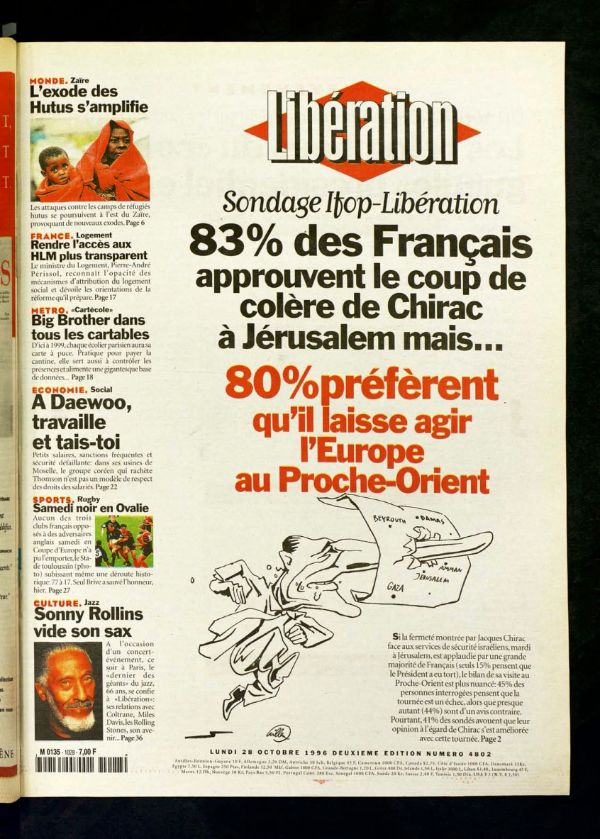 MONDE. Zaïre
L'exode des
Hutus s'amplifie
Les attaques contre les camps de réfugiés
hutus se poursuivent à l'est du Zaïre,
provoquant de nouveaux exodes. Page 6
FRANCE. Logement
Rendre l'accès aux
HLM plus transparent
Le ministre du Logement, Pierre-André
Périssol, reconnaît l'opacité des
mécanismes d'attribution du logement
social et dévoile les orientations de la
réforme qu'il prépare. Page 17
METRO. «Cartécole»
Big Brother dans
tous les cartables
D'ici à 1999, chaque écolier parisien aura sa
carte à puce. Pratique pour payer la
cantine, elle sert aussi à contrôler les
présences et alimente une gigantesque base
de données... Page 18
ECONOMIE. Social
A Daewoo,
travaille
et tais-toi
Petits salaires, sanctions fréquentes et
sécurité défaillante: dans ses usines de
Moselle, le groupe coréen qui rachète
Thomson n'est pas un modèle de respect
des droits des salariés. Page 22
SPORTS. Rugby
Samedi noir en Ovalie
Aucun des trois
clubs français oppo-
sés à des adversaires
anglais samedi en
Coupe d'Europe n'a
pu l'emporter, le Sta-
de toulousain (pho-
to) subissant même une déroute histo-
rique: 77 à 17. Seul Brive a sauvé l'honneur,
hier. Page 27
CULTURE. Jazz
Sonny Rollins
vide son sax
A l'occasion
d'un concert-
événement, ce
soir à Paris, le
«dernier des
géants» du jazz,
66 ans, se confie
à «Libération»:
ses relations avec
Coltrane, Miles
Davis, les Rolling
Stones, son ave-
nir... Page 36
M 0135 - 1028 - 7,00 F
Libération
Sondage Ifop-Libération
83% des Français
approuvent le coup de
colère de Chirac
à Jérusalem mais...
80% préfèrent
qu'il laisse agir
l'Europe
au Proche-Orient
BEYROUTH
DAMAS
AMMAN
JERUSALEM
GAZA
Si la fermeté montrée par Jacques Chirac
face aux services de sécurité israéliens, mardi
à Jérusalem, est applaudie par une grande
majorité de Français (seuls 15% pensent que
le Président a eu tort), le bilan de sa visite au
Proche-Orient est plus nuancé: 45% des
personnes interrogées pensent que la
tournée est un échec, alors que presque
autant (44%) sont d'un avis contraire.
Pourtant, 41% des sondés avouent que leur
opinion à l'égard de Chirac s'est améliorée
avec cette tournée. Page 2
Willem
LUNDI 28 OCTOBRE 1996 DEUXIEME EDITION NUMERO 4802